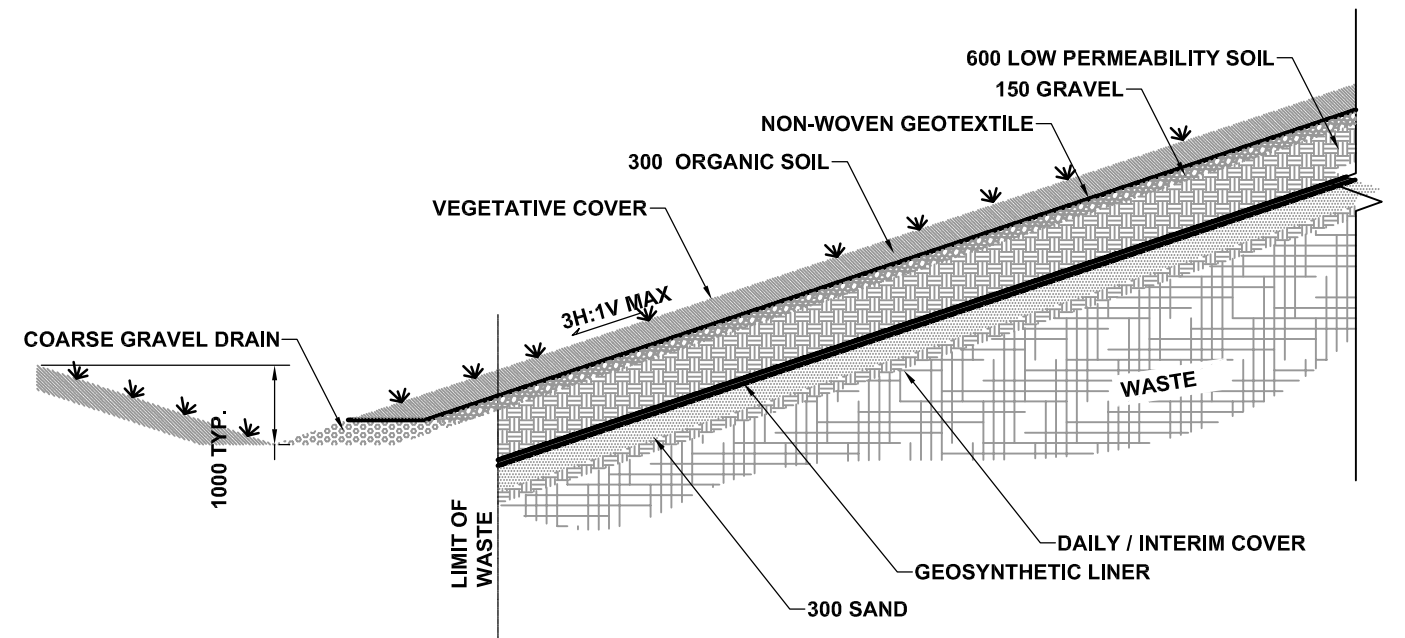 600 LOW PERMEABILITY SOIL
150 GRAVEL
NON-WOVEN GEOTEXTILE
300 ORGANIC SOIL
VEGETATIVE COVER
3H:1V MAX
COARSE GRAVEL DRAIN
1000 TYP.
WASTE
LIMIT OF
WASTE
DAILY / INTERIM COVER
GEOSYNTHETIC LINER
300 SAND